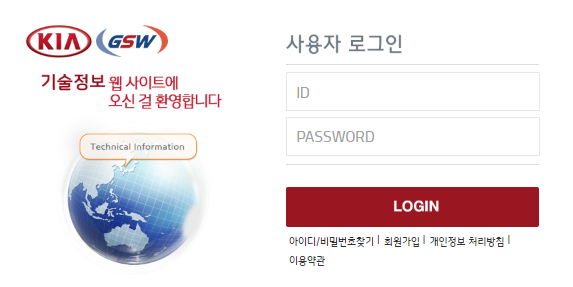 KIA GSW
기술정보 웹 사이트에
오신 걸 환영합니다
Technical Information
사용자 로그인
ID
PASSWORD
LOGIN
아이디/비밀번호찾기 | 회원가입 | 개인정보 처리방침 |
이용약관